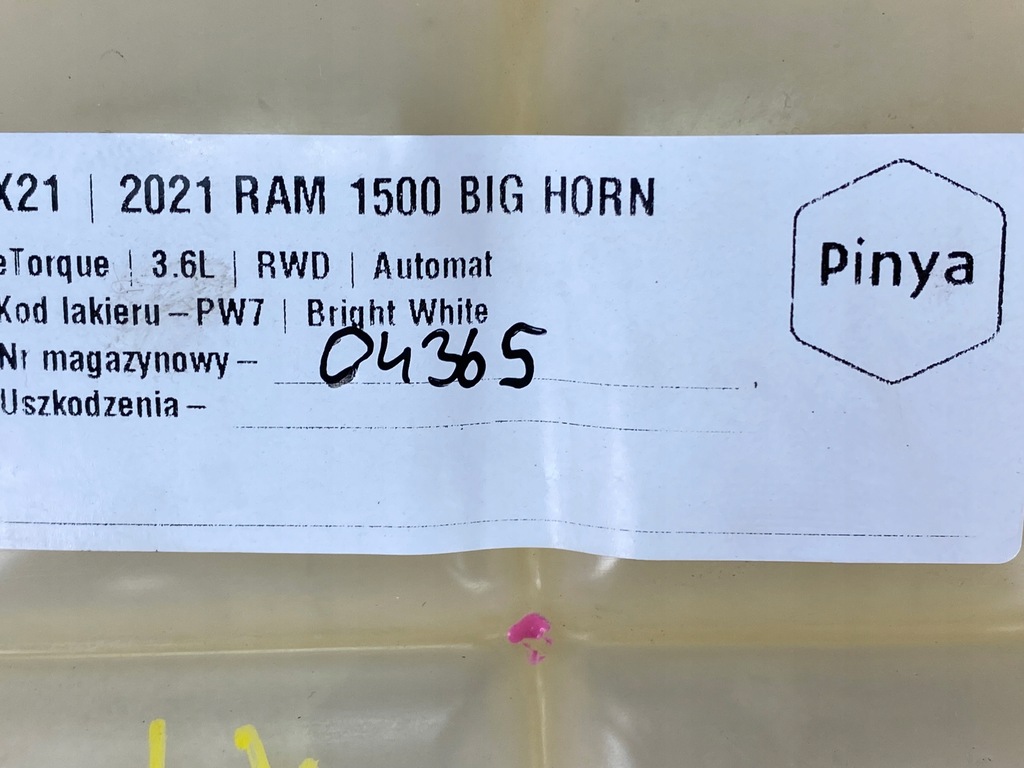 X21 | 2021 RAM 1500 BIG HORN
eTorque | 3.6L | RWD | Automat
Kod lakieru – PW7 | Bright White
Nr magazynowy – 04365
Uszkodzenia –
Pinya